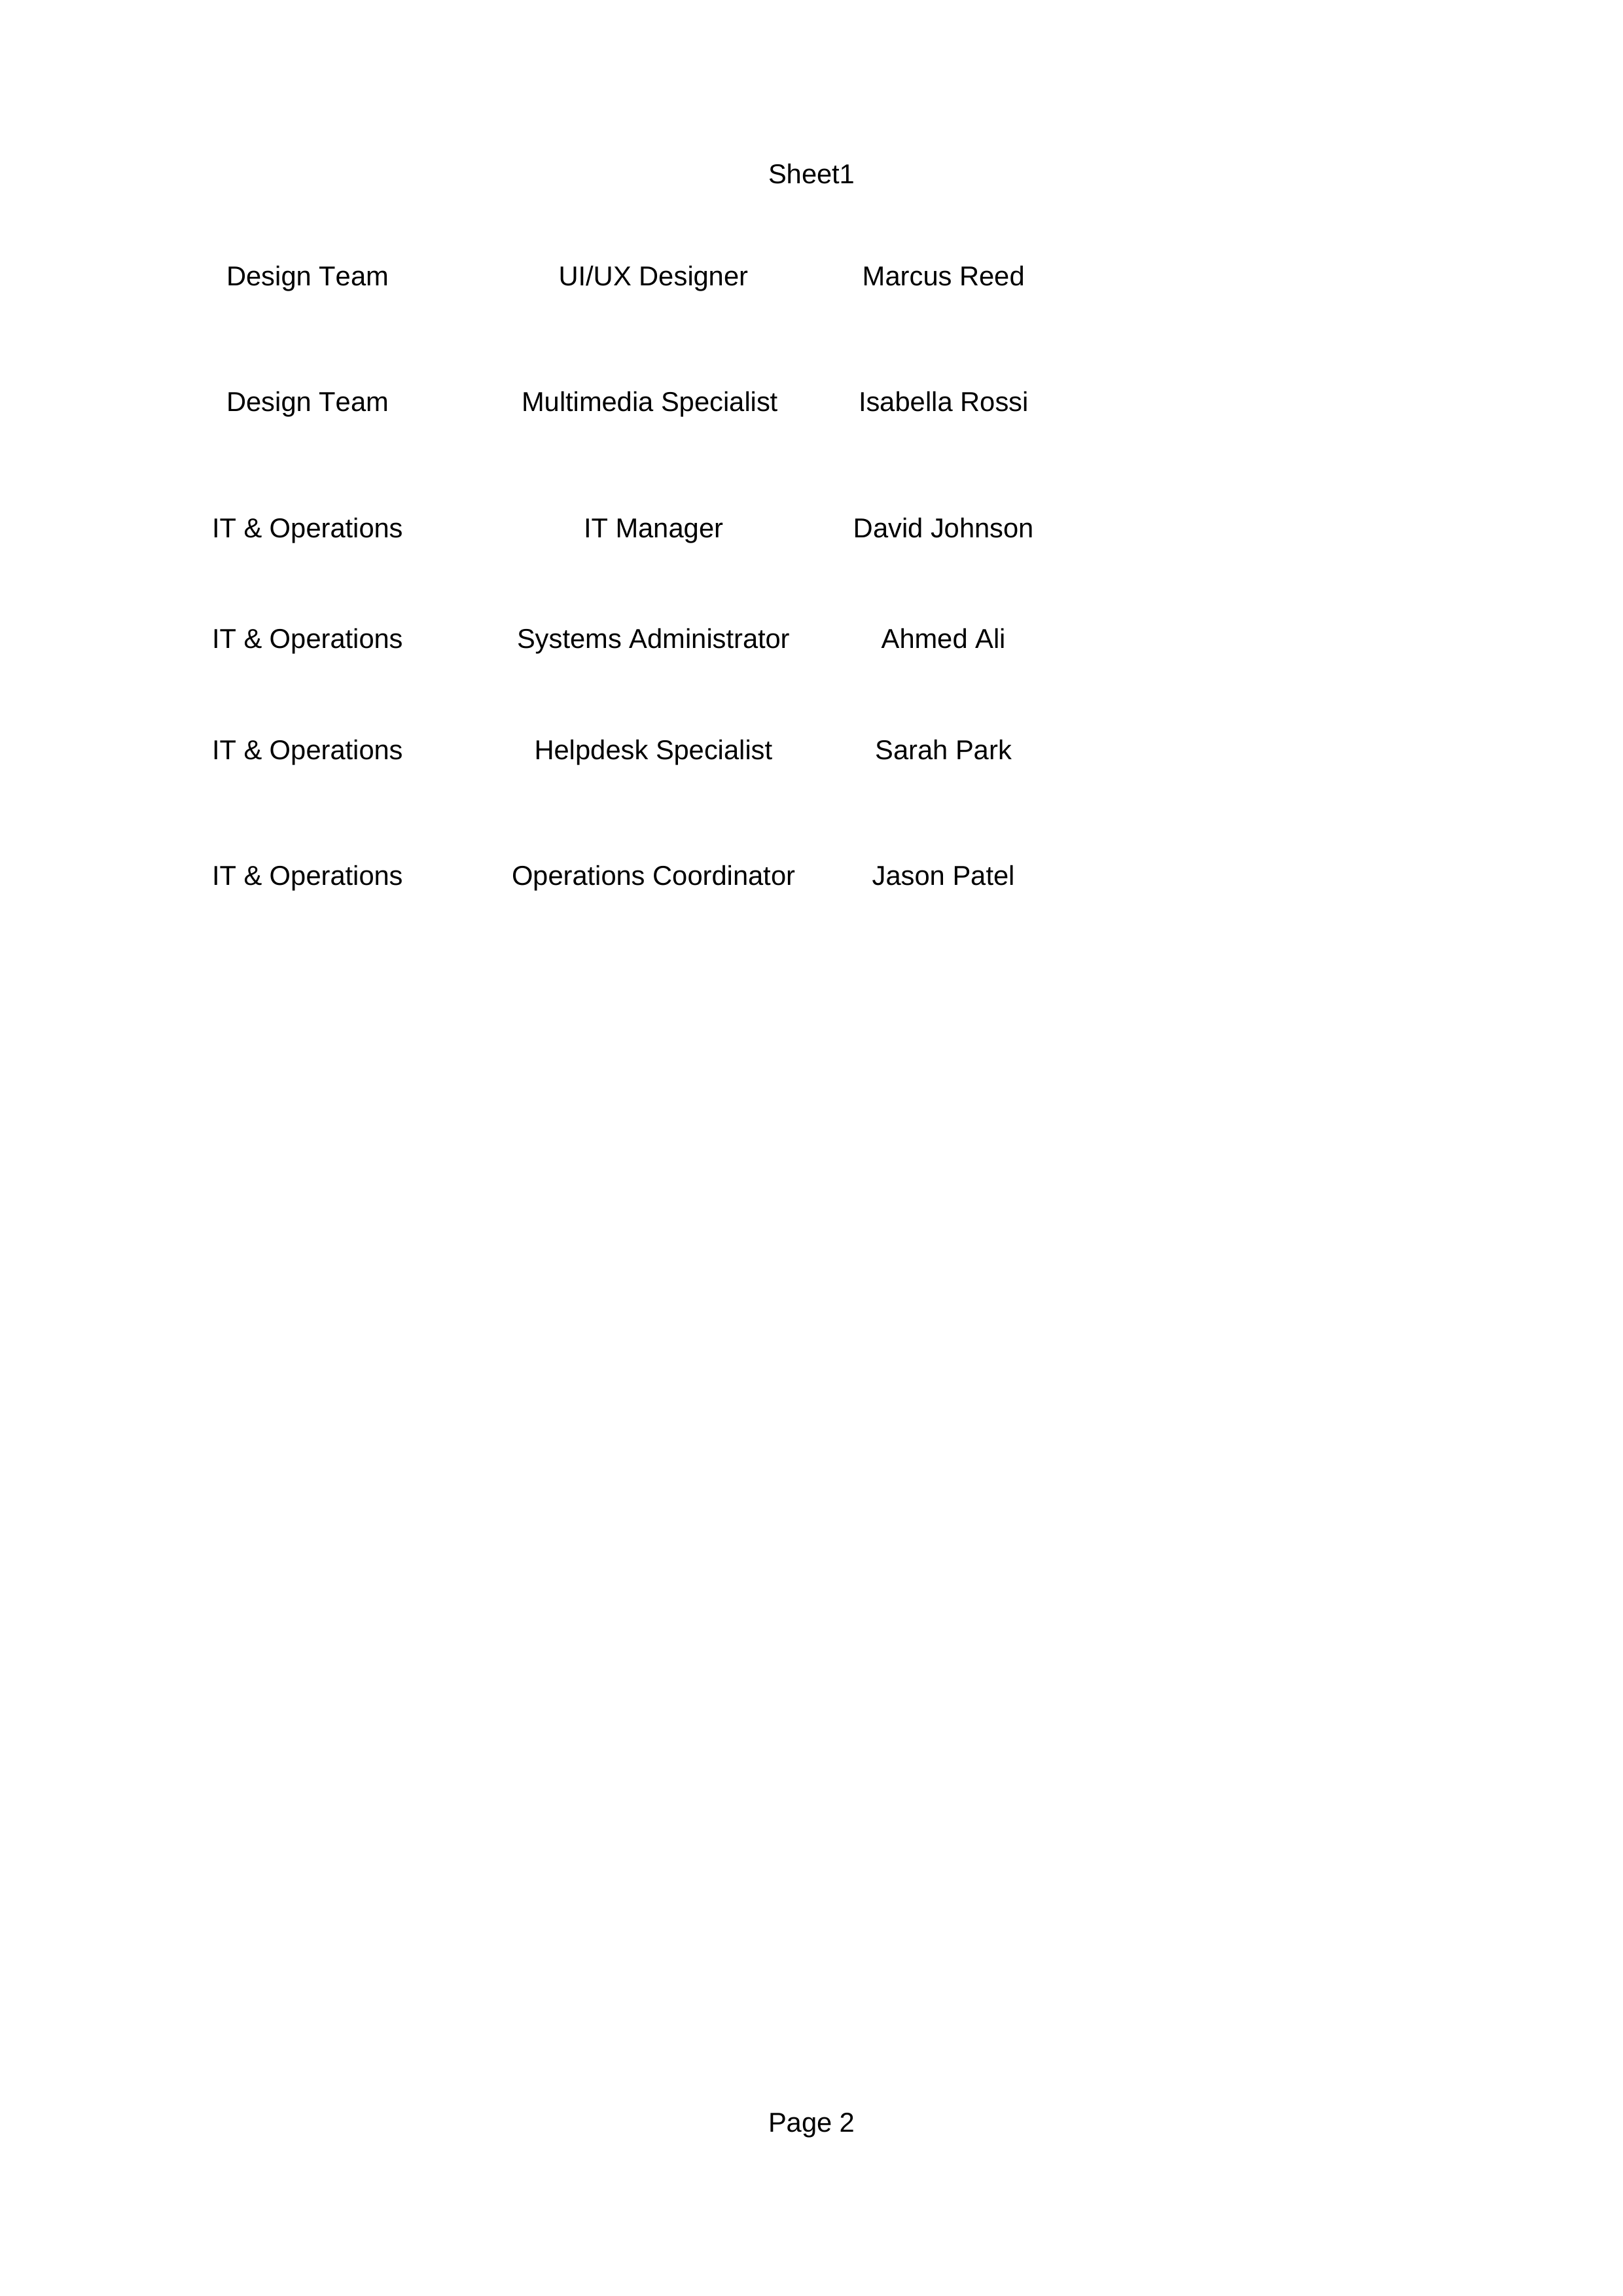 Sheet1
Design Team UI/UX Designer Marcus Reed
Design Team Multimedia Specialist Isabella Rossi
IT & Operations IT Manager David Johnson
IT & Operations Systems Administrator Ahmed Ali
IT & Operations Helpdesk Specialist Sarah Park
IT & Operations Operations Coordinator Jason Patel
Page 2